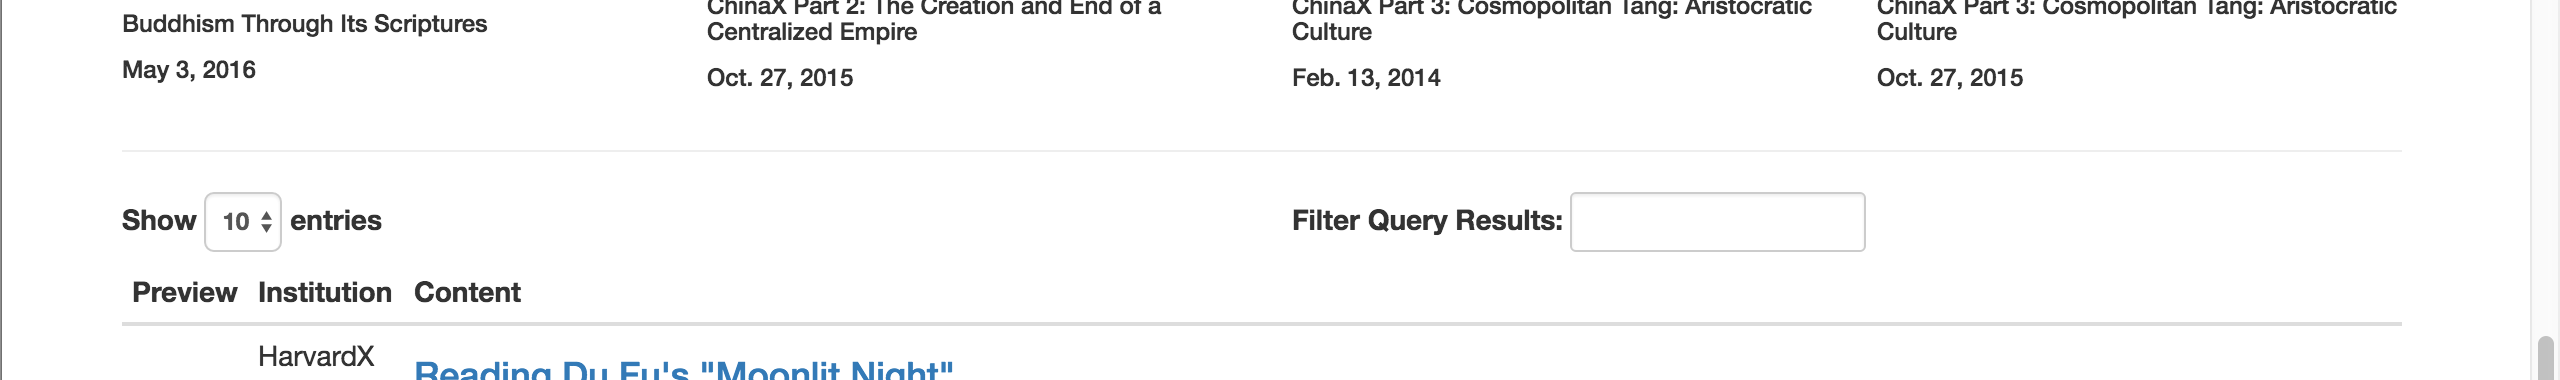 Buddhism Through Its Scriptures
May 3, 2016
ChinaX Part 2: The Creation and End of a
Centralized Empire
Oct. 27, 2015
ChinaX Part 3: Cosmopolitan Tang: Aristocratic
Culture
Feb. 13, 2014
ChinaX Part 3: Cosmopolitan Tang: Aristocratic
Culture
Oct. 27, 2015
Show 10 entries
Filter Query Results:
Preview Institution Content
HarvardX
Reading Du Fu's "Moonlit Night"